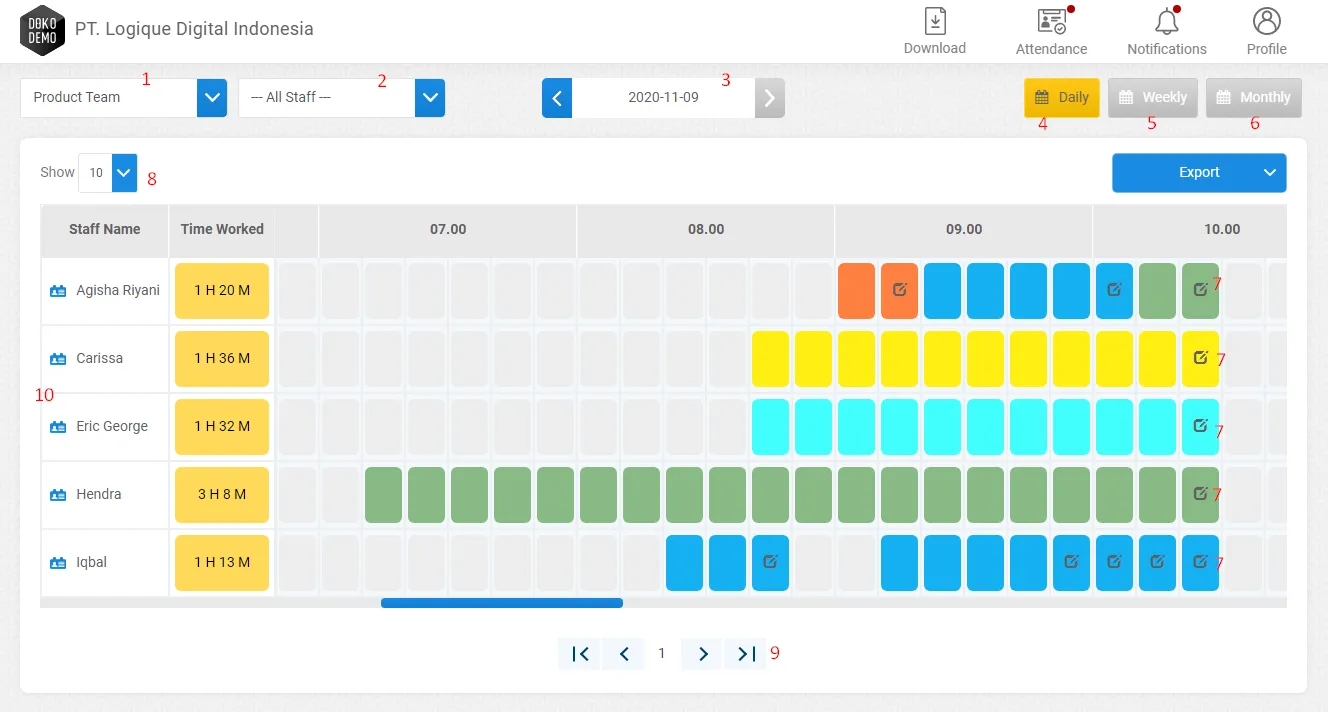 DOKO
DEMO
PT. Logique Digital Indonesia
Download
Attendance
Notifications
Profile
Product Team
1
--- All Staff ---
2
2020-11-09
3
Daily
4
Weekly
5
Monthly
6
Show 10
8
Export
Staff Name Time Worked 07.00 08.00 09.00 10.00
Agisha Riyani 1 H 20 M 7
Carissa 1 H 36 M 7
10
Eric George 1 H 32 M 7
Hendra 3 H 8 M 7
Iqbal 1 H 13 M 7
1
9